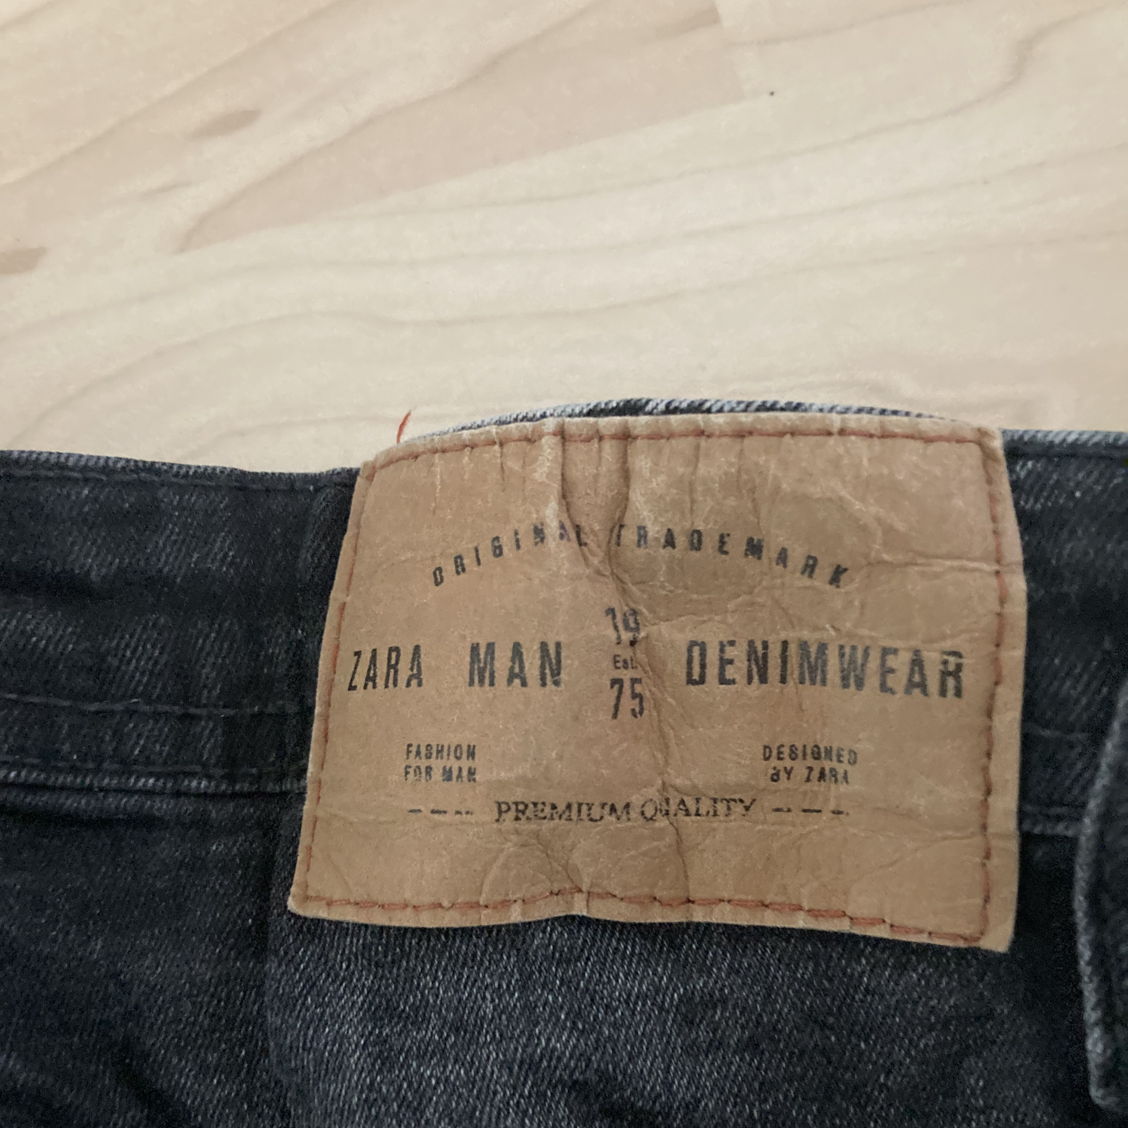 ORIGINAL TRADEMARK
ZARA MAN 19 Est. 75 DENIMWEAR
FASHION FOR MAN
DESIGNED BY ZARA
--- PREMIUM QUALITY ---